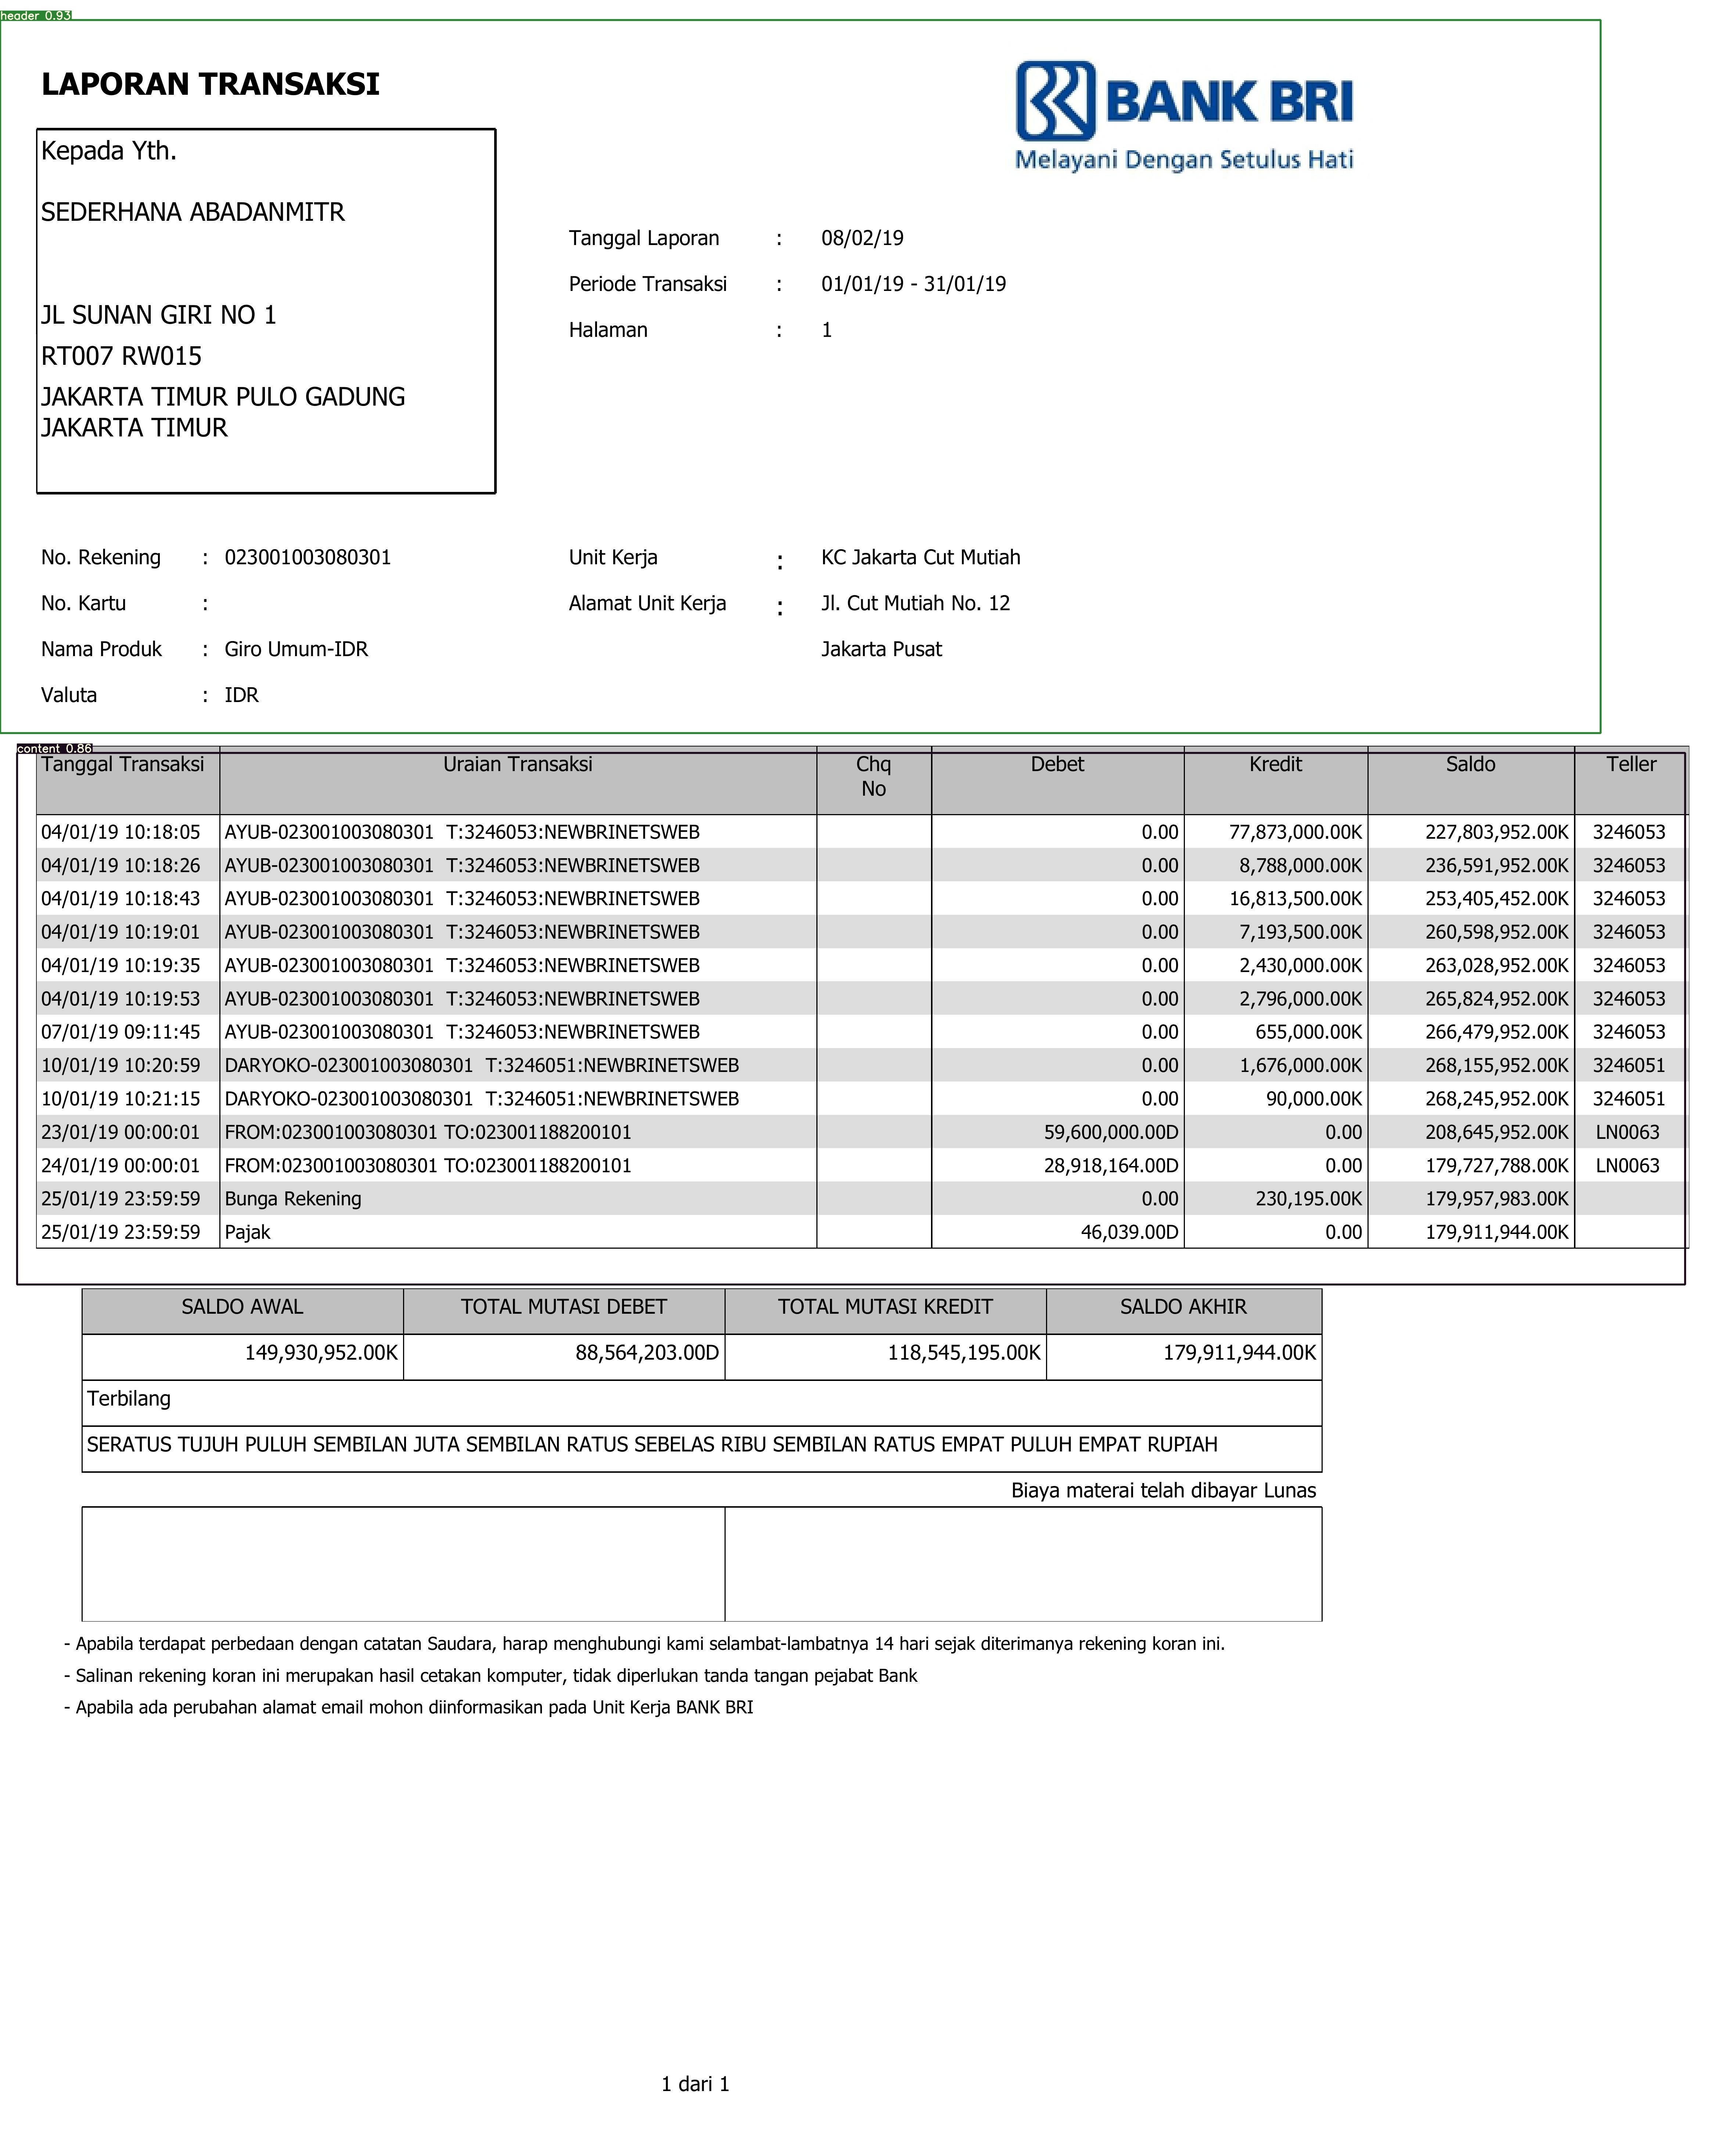 header 0.93
LAPORAN TRANSAKSI
BANK BRI
Melayani Dengan Setulus Hati
Kepada Yth.
SEDERHANA ABADANMITR
JL SUNAN GIRI NO 1
RT007 RW015
JAKARTA TIMUR PULO GADUNG
JAKARTA TIMUR
Tanggal Laporan : 08/02/19
Periode Transaksi : 01/01/19 - 31/01/19
Halaman : 1
No. Rekening : 023001003080301 Unit Kerja : KC Jakarta Cut Mutiah
No. Kartu : Alamat Unit Kerja : Jl. Cut Mutiah No. 12
Nama Produk : Giro Umum-IDR Jakarta Pusat
Valuta : IDR
content 0.86
Tanggal Transaksi Uraian Transaksi Chq No Debet Kredit Saldo Teller
04/01/19 10:18:05 AYUB-023001003080301 T:3246053:NEWBRINETSWEB 0.00 77,873,000.00K 227,803,952.00K 3246053
04/01/19 10:18:26 AYUB-023001003080301 T:3246053:NEWBRINETSWEB 0.00 8,788,000.00K 236,591,952.00K 3246053
04/01/19 10:18:43 AYUB-023001003080301 T:3246053:NEWBRINETSWEB 0.00 16,813,500.00K 253,405,452.00K 3246053
04/01/19 10:19:01 AYUB-023001003080301 T:3246053:NEWBRINETSWEB 0.00 7,193,500.00K 260,598,952.00K 3246053
04/01/19 10:19:35 AYUB-023001003080301 T:3246053:NEWBRINETSWEB 0.00 2,430,000.00K 263,028,952.00K 3246053
04/01/19 10:19:53 AYUB-023001003080301 T:3246053:NEWBRINETSWEB 0.00 2,796,000.00K 265,824,952.00K 3246053
07/01/19 09:11:45 AYUB-023001003080301 T:3246053:NEWBRINETSWEB 0.00 655,000.00K 266,479,952.00K 3246053
10/01/19 10:20:59 DARYOKO-023001003080301 T:3246051:NEWBRINETSWEB 0.00 1,676,000.00K 268,155,952.00K 3246051
10/01/19 10:21:15 DARYOKO-023001003080301 T:3246051:NEWBRINETSWEB 0.00 90,000.00K 268,245,952.00K 3246051
23/01/19 00:00:01 FROM:023001003080301 TO:023001188200101 59,600,000.00D 0.00 208,645,952.00K LN0063
24/01/19 00:00:01 FROM:023001003080301 TO:023001188200101 28,918,164.00D 0.00 179,727,788.00K LN0063
25/01/19 23:59:59 Bunga Rekening 0.00 230,195.00K 179,957,983.00K
25/01/19 23:59:59 Pajak 46,039.00D 0.00 179,911,944.00K
SALDO AWAL TOTAL MUTASI DEBET TOTAL MUTASI KREDIT SALDO AKHIR
149,930,952.00K 88,564,203.00D 118,545,195.00K 179,911,944.00K
Terbilang
SERATUS TUJUH PULUH SEMBILAN JUTA SEMBILAN RATUS SEBELAS RIBU SEMBILAN RATUS EMPAT PULUH EMPAT RUPIAH
Biaya materai telah dibayar Lunas
- Apabila terdapat perbedaan dengan catatan Saudara, harap menghubungi kami selambat-lambatnya 14 hari sejak diterimanya rekening koran ini.
- Salinan rekening koran ini merupakan hasil cetakan komputer, tidak diperlukan tanda tangan pejabat Bank
- Apabila ada perubahan alamat email mohon diinformasikan pada Unit Kerja BANK BRI
1 dari 1